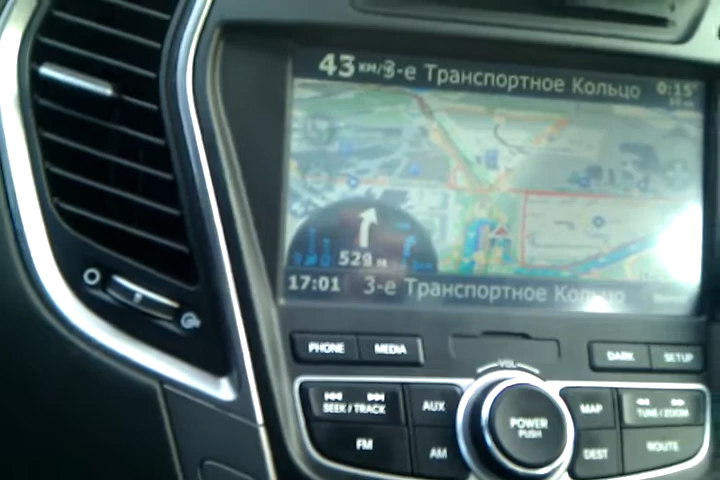 43 км/ч 3-е Транспортное Кольцо 0:15
529 м
17:01 3-е Транспортное Кольцо
PHONE MEDIA DARK SETUP
VOL
SEEK / TRACK AUX POWER PUSH MAP TUNE / ZOOM
FM AM DEST ROUTE